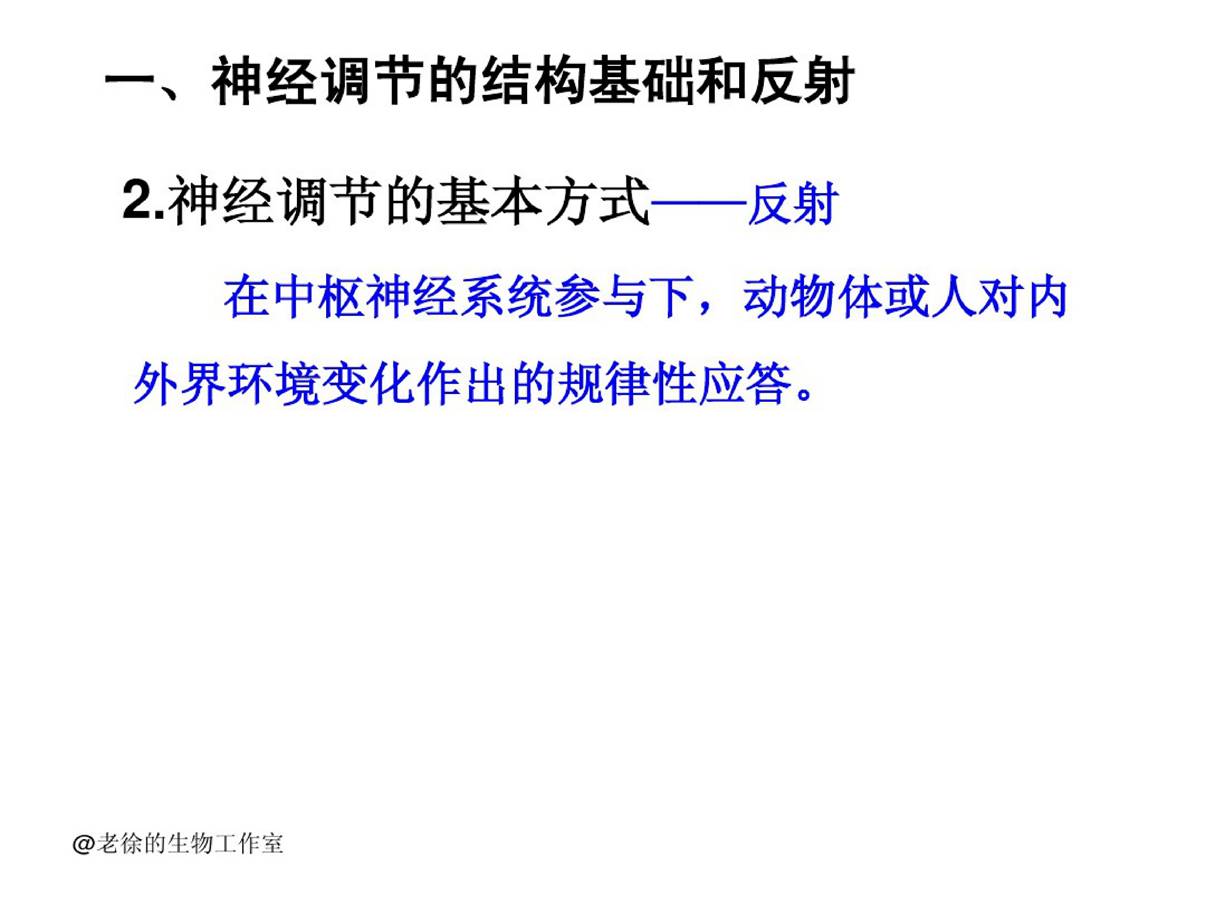 一、神经调节的结构基础和反射
2.神经调节的基本方式——反射
在中枢神经系统参与下，动物体或人对内
外界环境变化作出的规律性应答。
@老徐的生物工作室